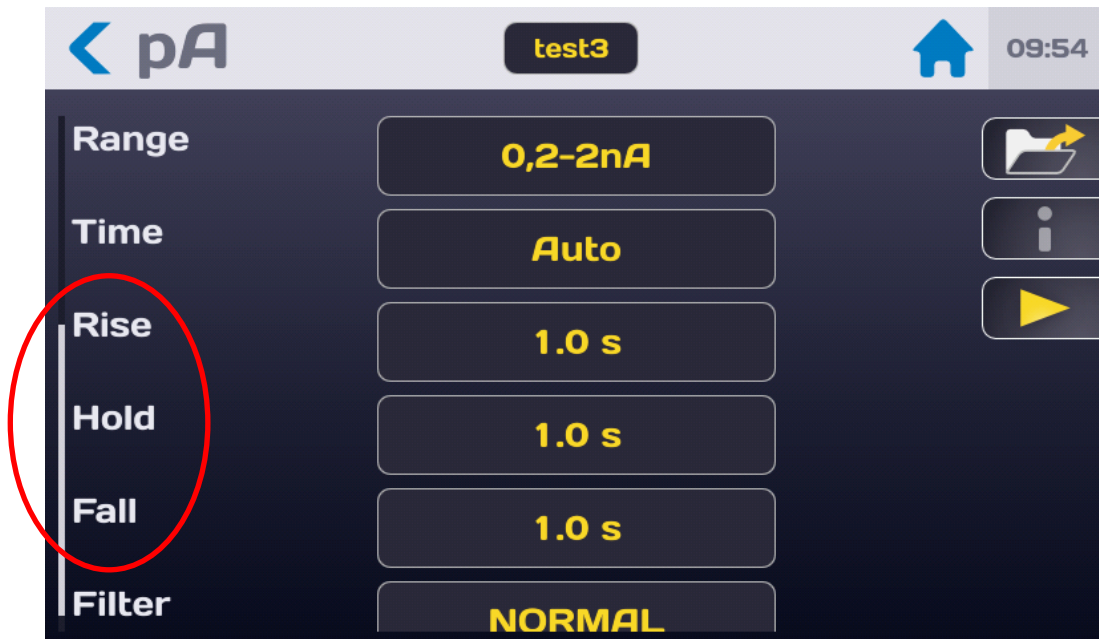 pA test3 09:54
Range 0,2-2nA
Time Auto
Rise 1.0 s
Hold 1.0 s
Fall 1.0 s
Filter NORMAL